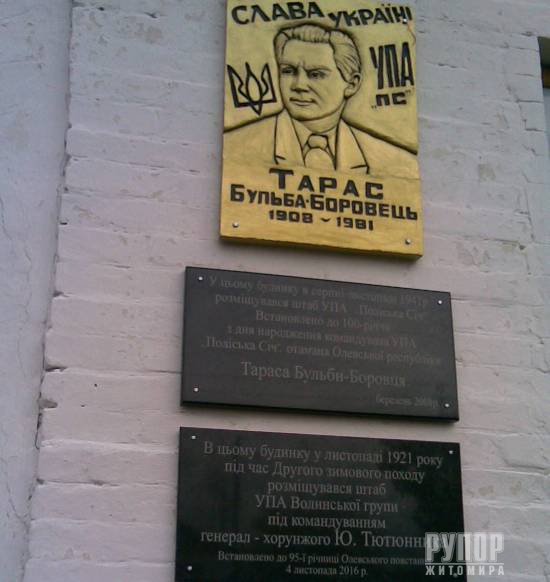 СЛАВА УКРАЇНІ
УПА
„ПС"
ТАРАС
БУЛЬБА-БОРОВЕЦЬ
1908 ~ 1981
У цьому будинку в серпні-листопаді 1941р.
розміщувався штаб УПА „Поліська Січ"
Встановлено до 100-річчя
з дня народження командувача УПА
„Поліська Січ", отамана Олевської республіки
Тараса Бульби-Боровця
березень 2008р.
В цьому будинку у листопаді 1921 року
під час Другого зимового походу
розміщувався штаб
УПА Волинської групи
під командуванням
генерал - хорунжого Ю.
Встановлено до 95-ї річниці Олевського
4 листопада 2016 р.
РУПОР
ЖИТОМИРА